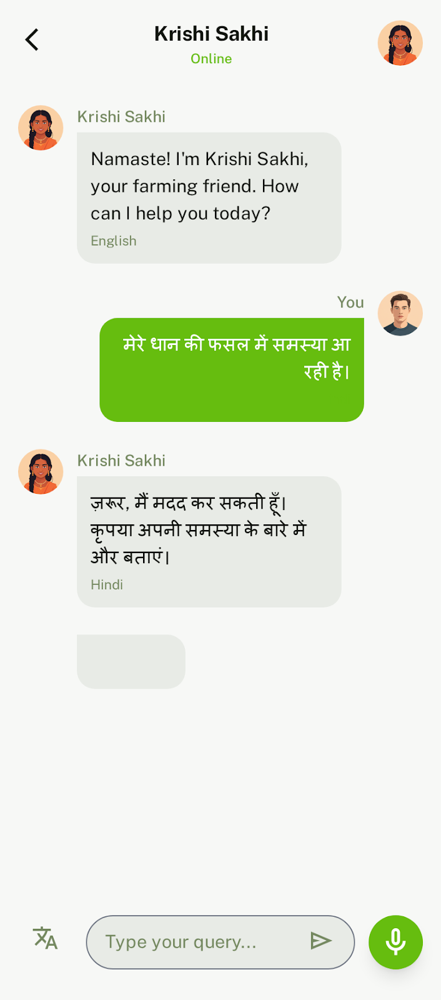 Krishi Sakhi
Online
Krishi Sakhi
Namaste! I'm Krishi Sakhi,
your farming friend. How
can I help you today?
English
You
मेरे धान की फसल में समस्या आ
रही है।
Krishi Sakhi
ज़रूर, मैं मदद कर सकती हूँ।
कृपया अपनी समस्या के बारे में
और बताएं।
Hindi
Type your query...